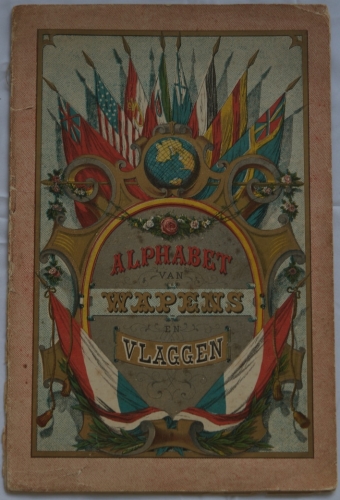 ALPHABET
VAN
WAPENS
EN
VLAGGEN